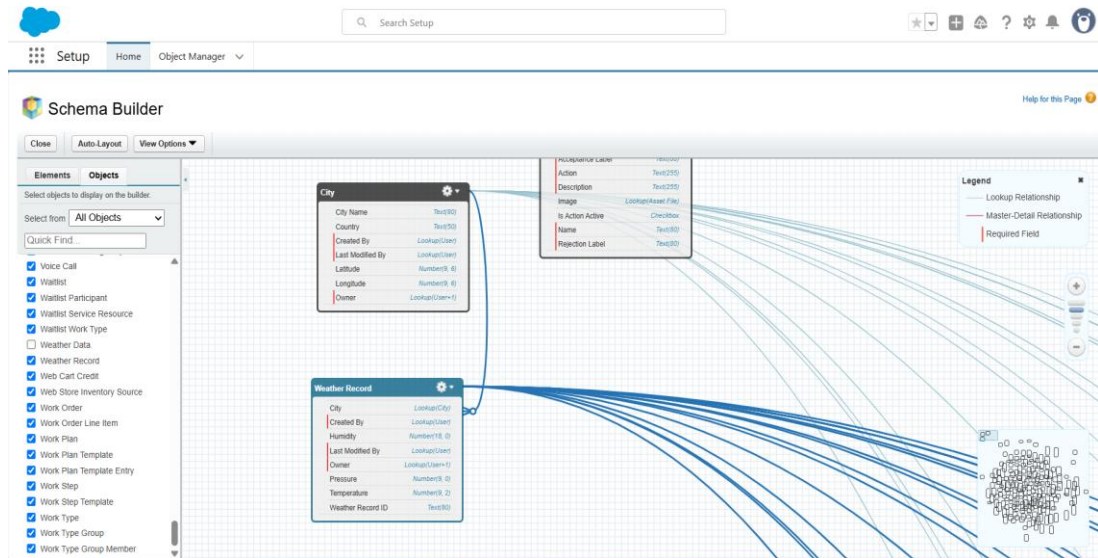 Search Setup
Setup
Home
Object Manager
Schema Builder
Help for this Page
Close
Auto-Layout
View Options
Elements
Objects
Select objects to display on the builder.
Select from
All Objects
Quick Find...
Voice Call
Waitlist
Waitlist Participant
Waitlist Service Resource
Waitlist Work Type
Weather Data
Weather Record
Web Cart Credit
Web Store Inventory Source
Work Order
Work Order Line Item
Work Plan
Work Plan Template
Work Plan Template Entry
Work Step
Work Step Template
Work Type
Work Type Group
Work Type Group Member
City
City Name Text(80)
Country Text(50)
Created By Lookup(User)
Last Modified By Lookup(User)
Latitude Number(9, 6)
Longitude Number(9, 6)
Owner Lookup(User+1)
Acceptance Label Text(80)
Action Text(255)
Description Text(255)
Image Lookup(Asset File)
Is Action Active Checkbox
Name Text(80)
Rejection Label Text(80)
Weather Record
City Lookup(City)
Created By Lookup(User)
Humidity Number(18, 0)
Last Modified By Lookup(User)
Owner Lookup(User+1)
Pressure Number(9, 0)
Temperature Number(9, 2)
Weather Record ID Text(80)
Legend
Lookup Relationship
Master-Detail Relationship
Required Field